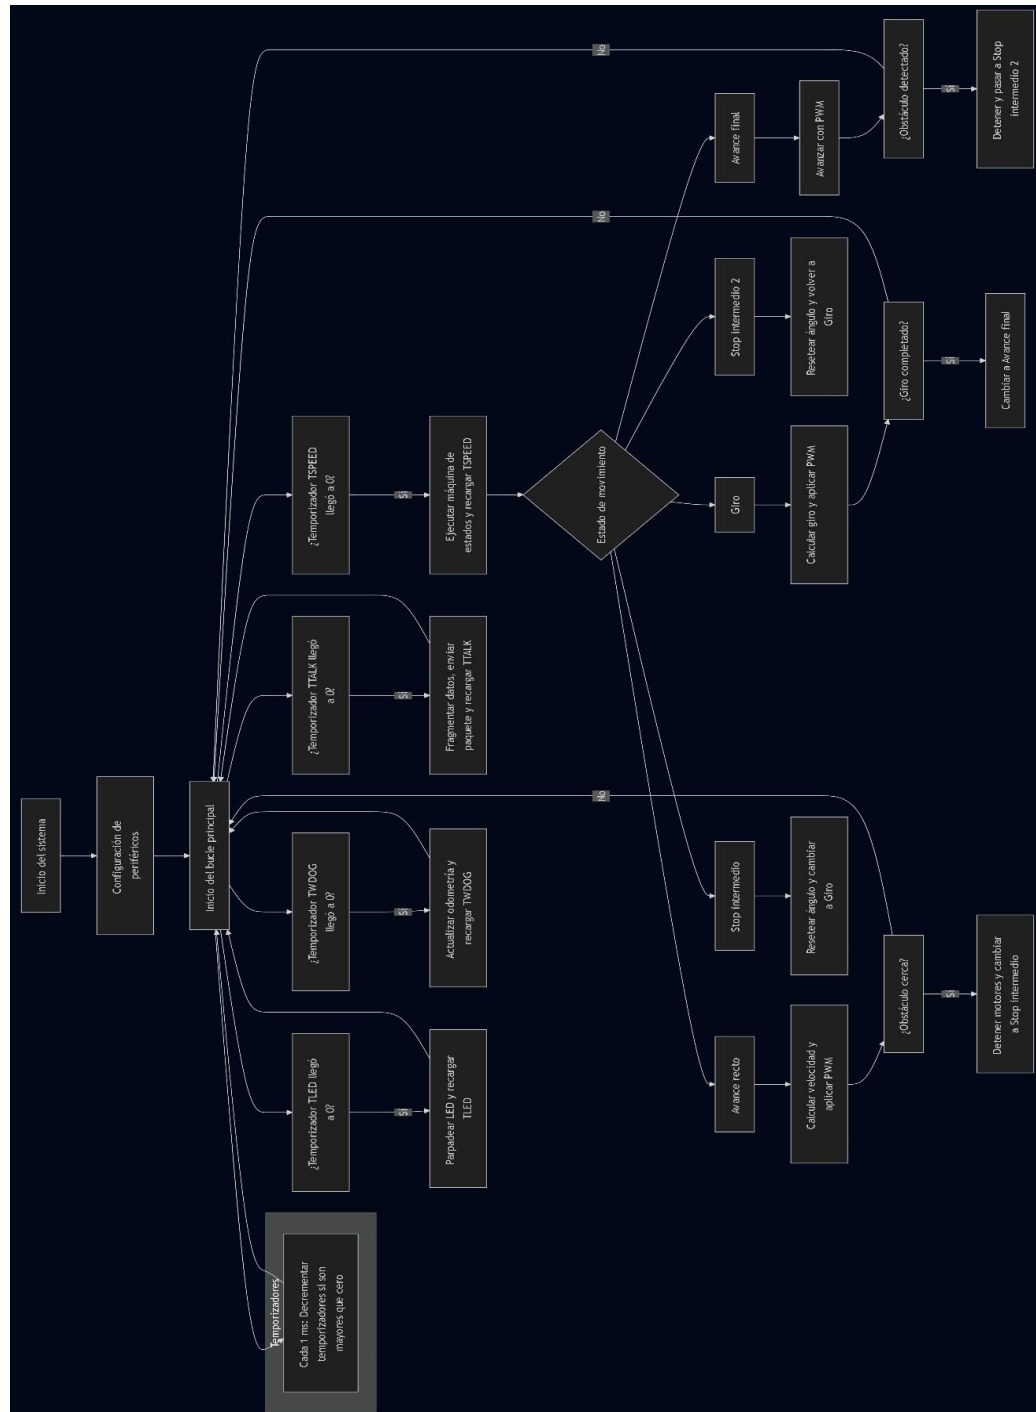 Inicio del sistema
Configuración de
periféricos
Inicio del bucle principal
Temporizadores
Cada 1 ms: Decrementar
temporizadores si son
mayores que cero
¿Temporizador TLED llegó
a 0?
Sí
Parpadear LED y recargar
TLED
¿Temporizador TWDOG
llegó a 0?
Sí
Actualizar odometría y
recargar TWDOG
¿Temporizador TTALK llegó
a 0?
Sí
Fragmentar datos, enviar
paquete y recargar TTALK
¿Temporizador TSPEED
llegó a 0?
Sí
Ejecutar máquina de
estados y recargar TSPEED
Estado de movimiento
Avance recto
Calcular velocidad y
aplicar PWM
¿Obstáculo cerca?
No
Sí
Detener motores y cambiar
a Stop intermedio
Stop intermedio
Resetear ángulo y cambiar
a Giro
Giro
Calcular giro y aplicar PWM
¿Giro completado?
No
Sí
Cambiar a Avance final
Stop intermedio 2
Resetear ángulo y volver a
Giro
Avance final
Avanzar con PWM
¿Obstáculo detectado?
No
Sí
Detener y pasar a Stop
intermedio 2